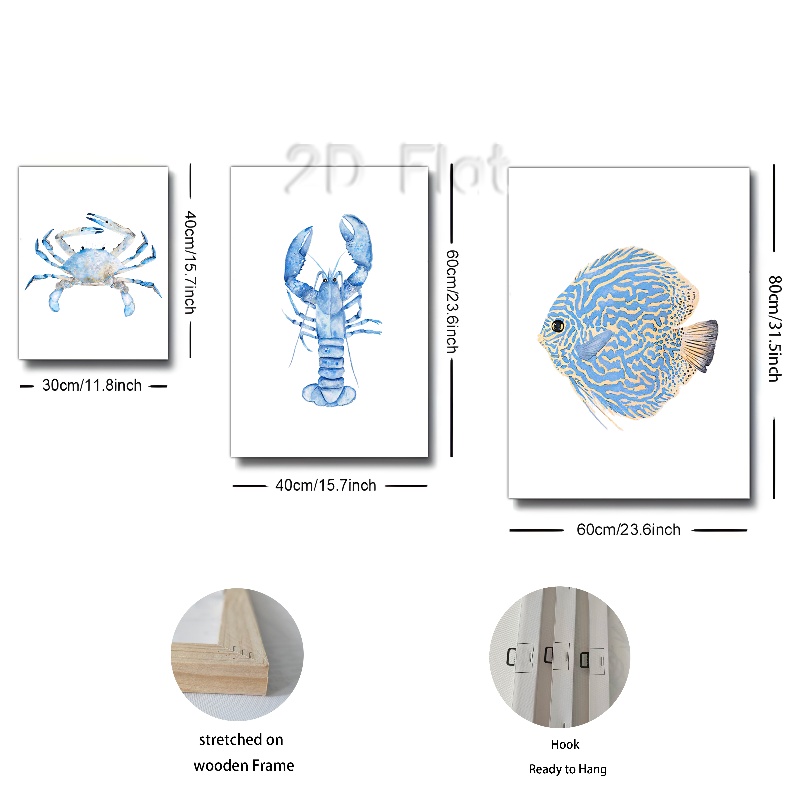 2D Flat
40cm/15.7inch
30cm/11.8inch
60cm/23.6inch
40cm/15.7inch
80cm/31.5inch
60cm/23.6inch
stretched on
wooden Frame
Hook
Ready to Hang